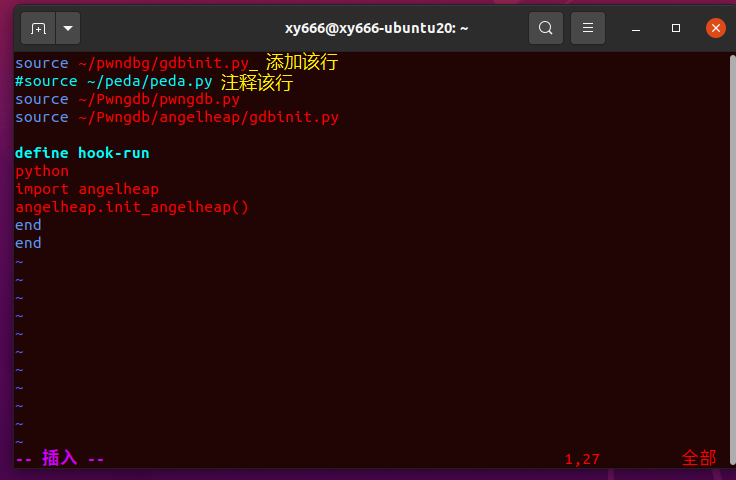 xy666@xy666-ubuntu20: ~
source ~/pwndbg/gdbinit.py_ 添加该行
#source ~/peda/peda.py 注释该行
source ~/Pwngdb/pwngdb.py
source ~/Pwngdb/angelheap/gdbinit.py
define hook-run
python
import angelheap
angelheap.init_angelheap()
end
end
~
~
~
~
~
~
~
~
~
~
~
-- 插入 -- 1,27 全部